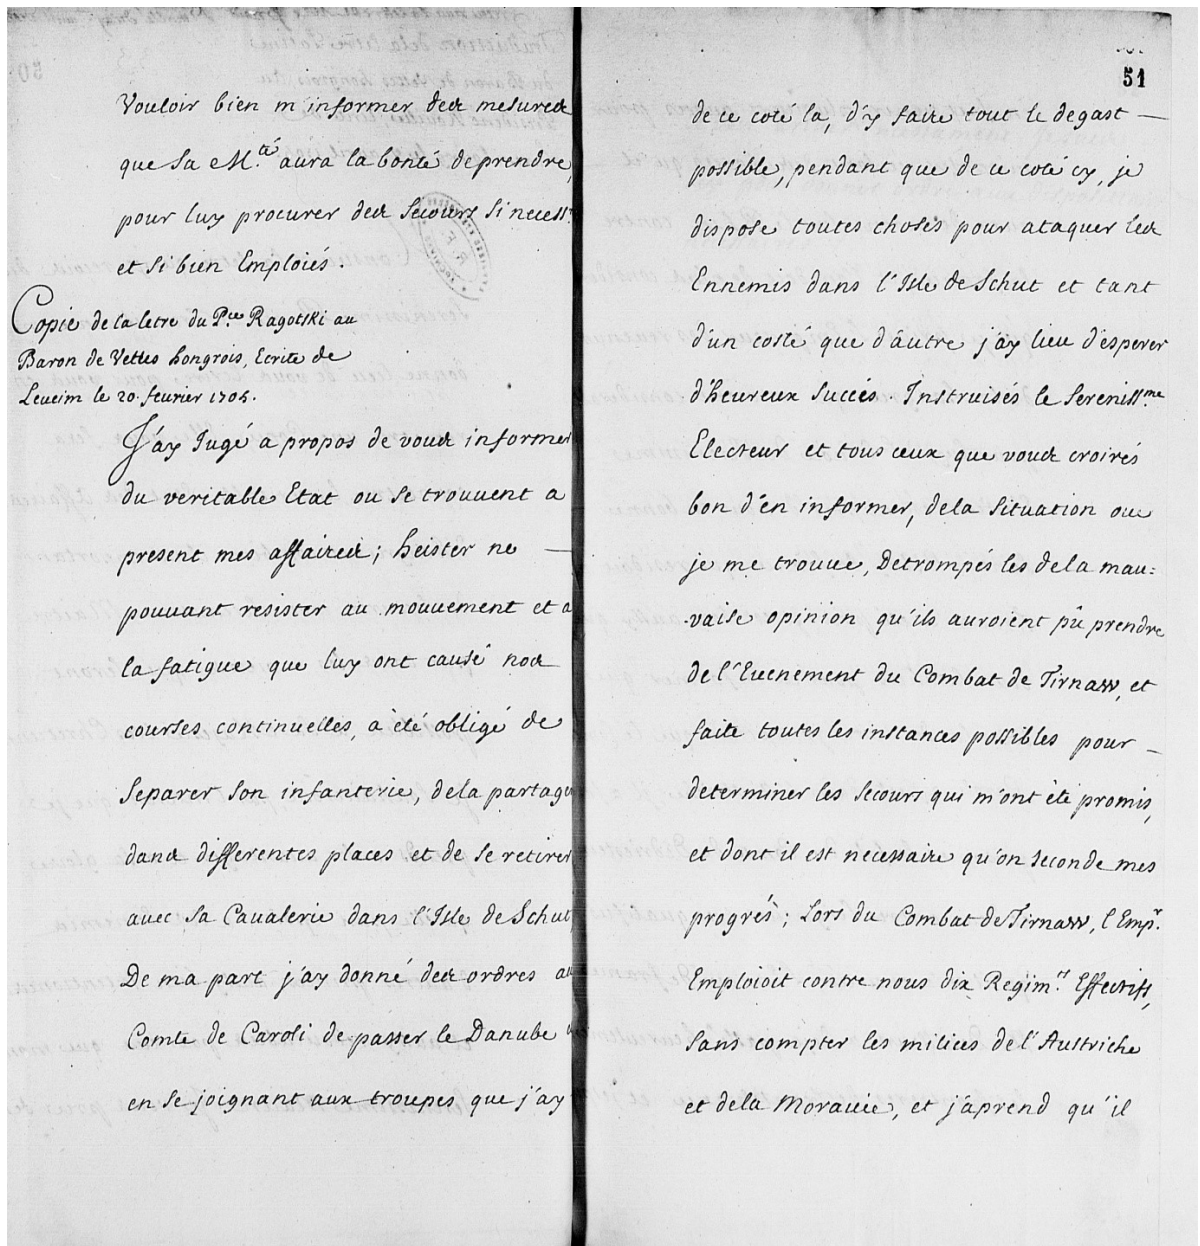 Vouloir bien m'informer des mesures
que Sa Mté aura la bonté de prendre,
pour luy procurer des secours si necessres
et si bien Emploiés.
Copie de la letre du Pce Ragotski au
Baron de Vettes hongrois, Ecrite de
le 20. fevrier 1705.
J'ay Jugé a propos de vous informer
du veritable Etat ou se trouvent a
present mes affaires; heister ne —
pouvant resister au mouvement et a
la fatigue que luy ont causé nos
courses continuelles, a été obligé de
Separer son infanterie, de la partager
dans differentes places et de se retirer
avec sa Cavalerie dans l'Isle de Schut,
De ma part j'ay donné des ordres au
Comte de Caroli de passer le Danube
en se joignant aux troupes que j'ay
51
de ce coté la, d'y faire tout le degast —
possible, pendant que de ce coté cy, je
dispose toutes choses pour ataquer les
Ennemis dans l'Isle de Schut et tant
d'un costé que d'autre j'ay lieu d'esperer
d'heureux succés. Instruisés le Sereniss.me
Electeur et tous ceux que vous croirés
bon d'en informer, de la situation ou
je me trouve, Detrompés les de la mau=
vaise opinion qu'ils auroient pû prendre
de l'Evenement du Combat de Tirnaw, et
faite toutes les instances possibles pour —
determiner les secours qui m'ont été promis,
et dont il est necessaire qu'on seconde mes
progrés; Lors du Combat de Tirnaw, l'Empr.
Emploioit contre nous dix Regim.ts Effectifs,
sans compter les milices de l'Austriche
et de la Moravie, et j'aprend qu'il